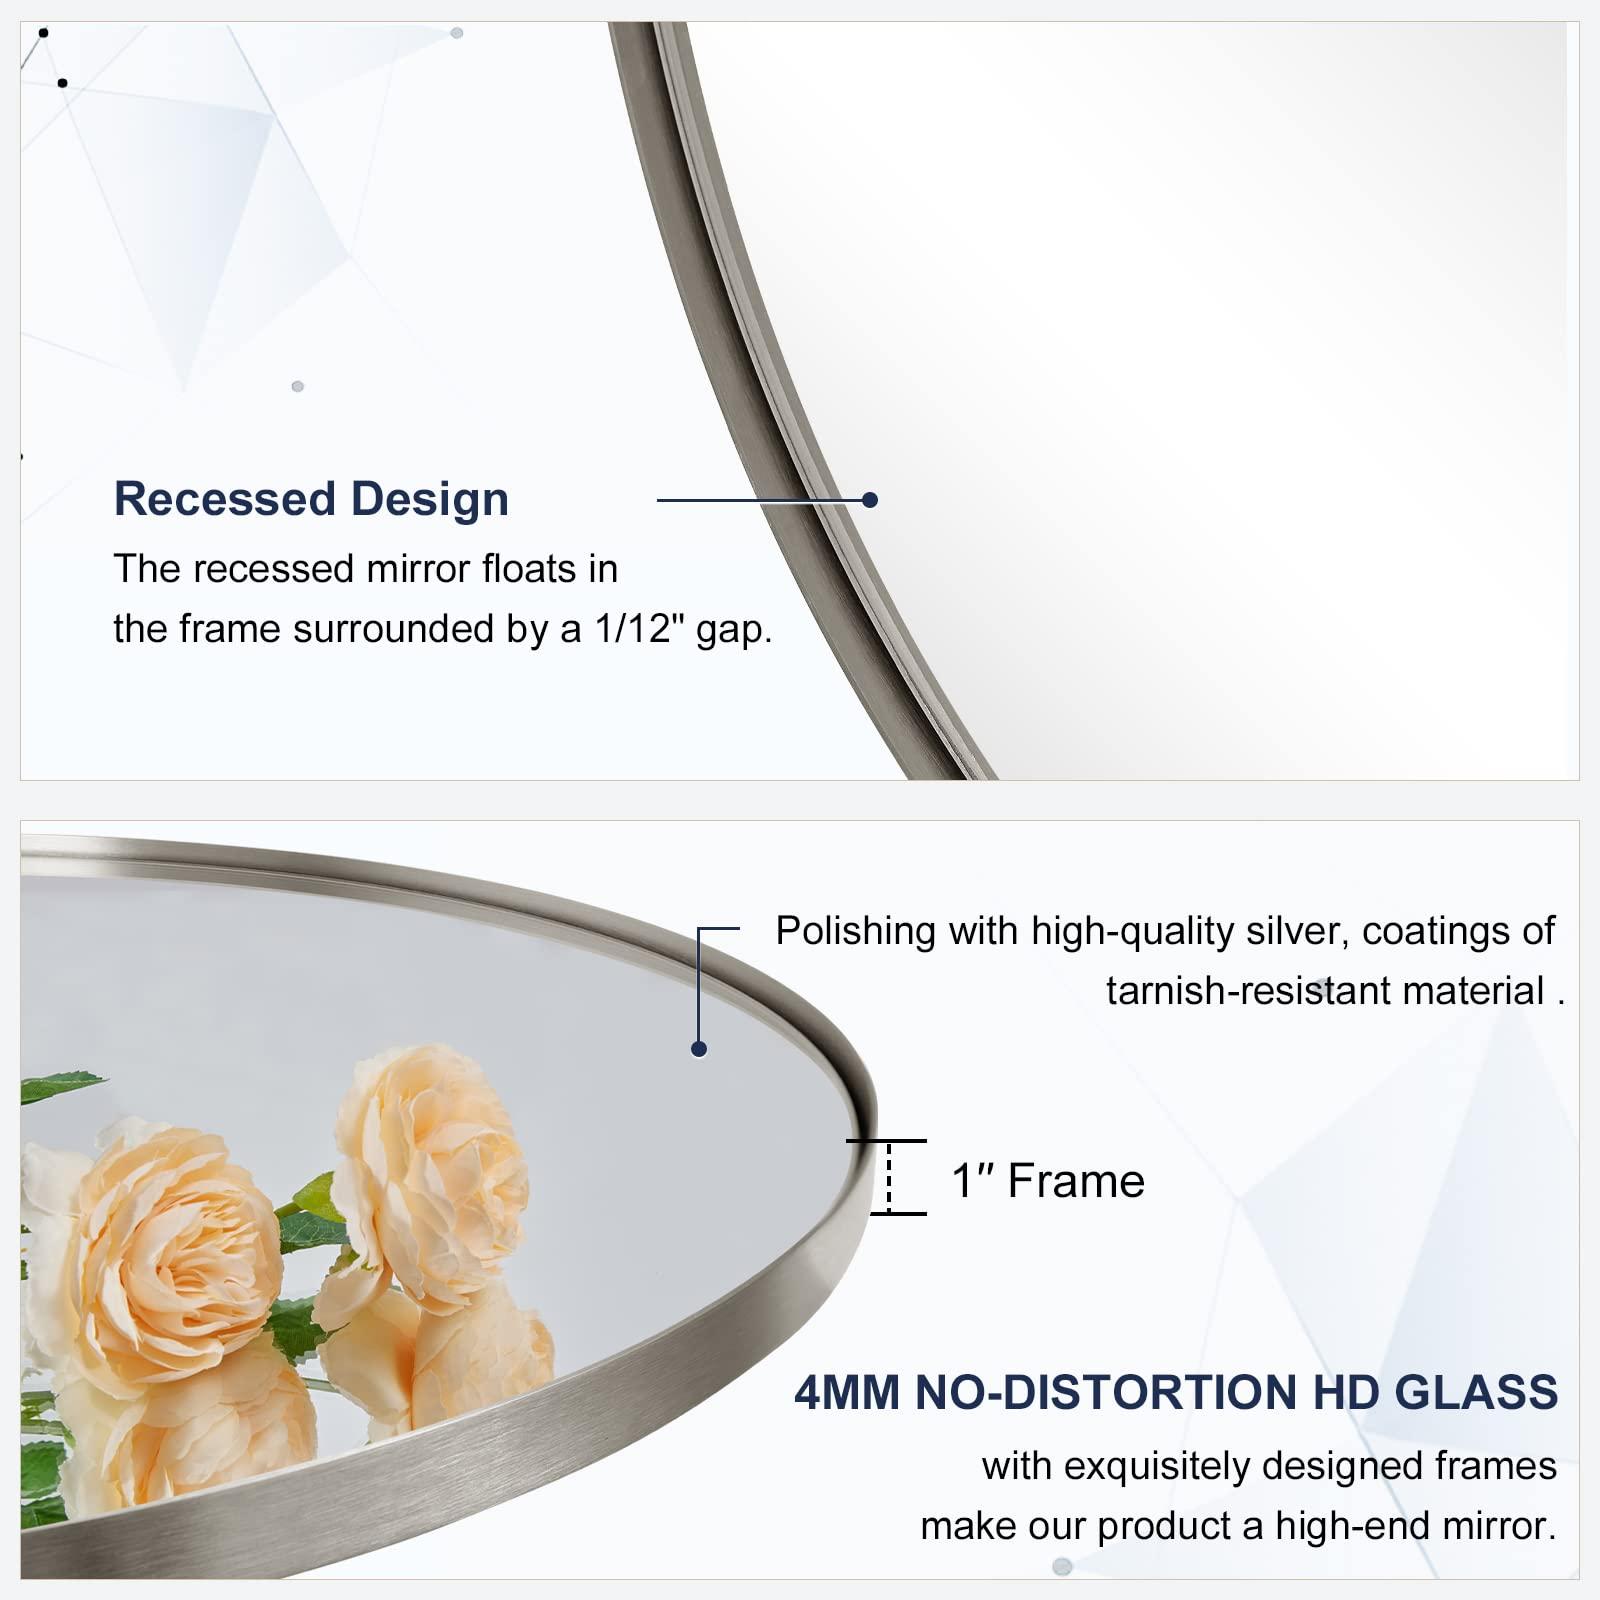 Recessed Design
The recessed mirror floats in
the frame surrounded by a 1/12" gap.
Polishing with high-quality silver, coatings of
tarnish-resistant material .
1″ Frame
4MM NO-DISTORTION HD GLASS
with exquisitely designed frames
make our product a high-end mirror.